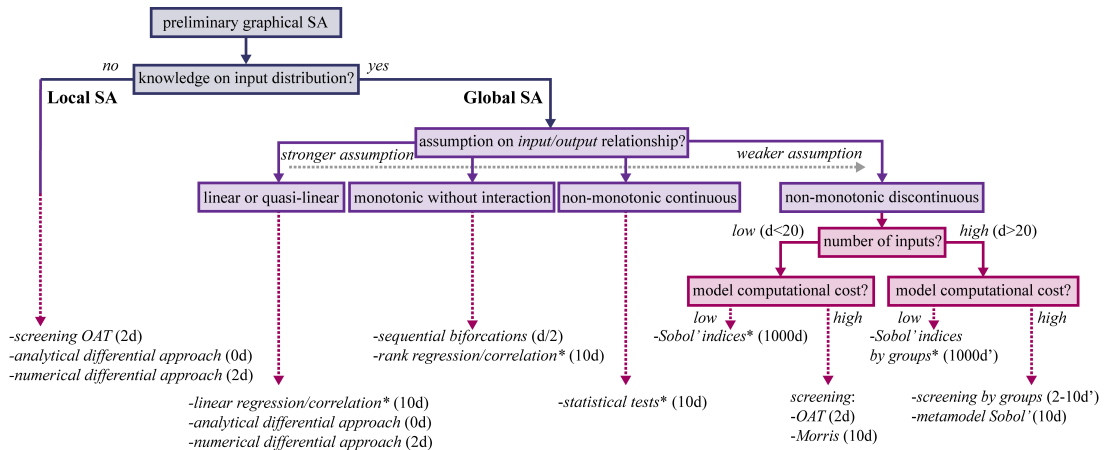 preliminary graphical SA
no
knowledge on input distribution?
yes
Local SA
Global SA
assumption on input/output relationship?
stronger assumption
weaker assumption
linear or quasi-linear
monotonic without interaction
non-monotonic continuous
non-monotonic discontinuous
low (d<20)
number of inputs?
high (d>20)
model computational cost?
model computational cost?
low
high
low
high
-screening OAT (2d)
-analytical differential approach (0d)
-numerical differential approach (2d)
-sequential biforcations (d/2)
-rank regression/correlation* (10d)
-Sobol’ indices* (1000d)
-Sobol’ indices
by groups* (1000d’)
-linear regression/correlation* (10d)
-analytical differential approach (0d)
-numerical differential approach (2d)
-statistical tests* (10d)
screening:
-OAT (2d)
-Morris (10d)
-screening by groups (2-10d’)
-metamodel Sobol’ (10d)